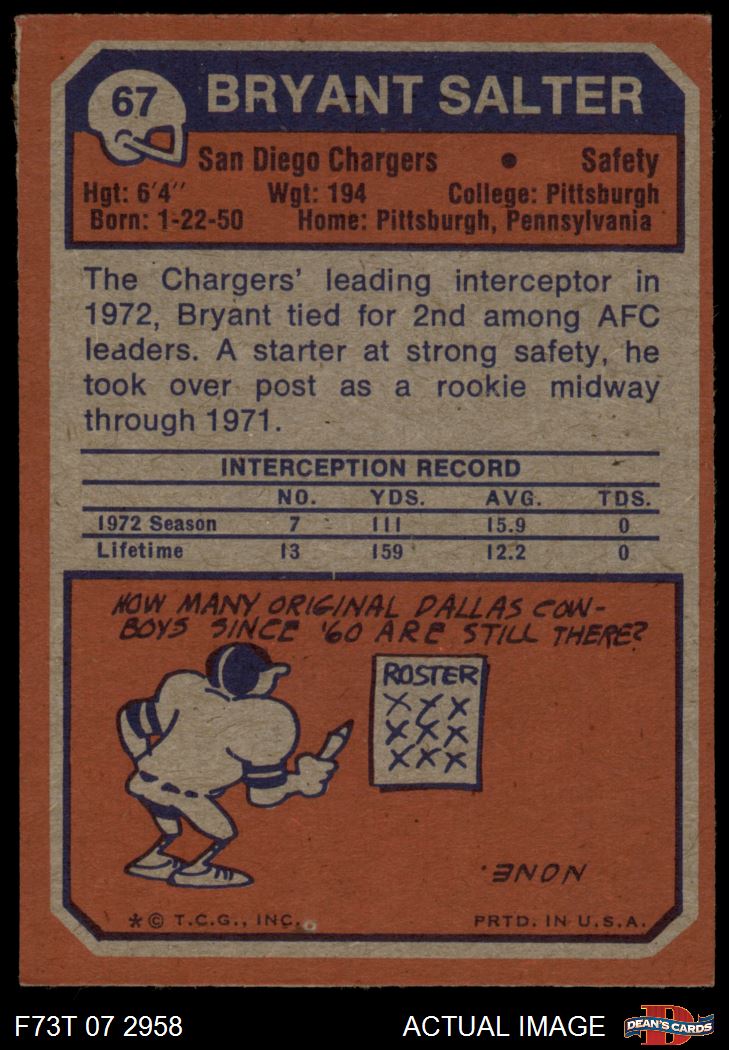 67
BRYANT SALTER
San Diego Chargers • Safety
Hgt: 6'4'' Wgt: 194 College: Pittsburgh
Born: 1-22-50 Home: Pittsburgh, Pennsylvania
The Chargers' leading interceptor in
1972, Bryant tied for 2nd among AFC
leaders. A starter at strong safety, he
took over post as a rookie midway
through 1971.
INTERCEPTION RECORD
NO. YDS. AVG. TDS.
1972 Season 7 111 15.9 0
Lifetime 13 159 12.2 0
HOW MANY ORIGINAL DALLAS COW-
BOYS SINCE '60 ARE STILL THERE?
ROSTER
X X X
X X X
X X X
NONE.
*© T.C.G., INC. PRTD. IN U.S.A.
F73T 07 2958 ACTUAL IMAGE
D
DEAN'S CARDS